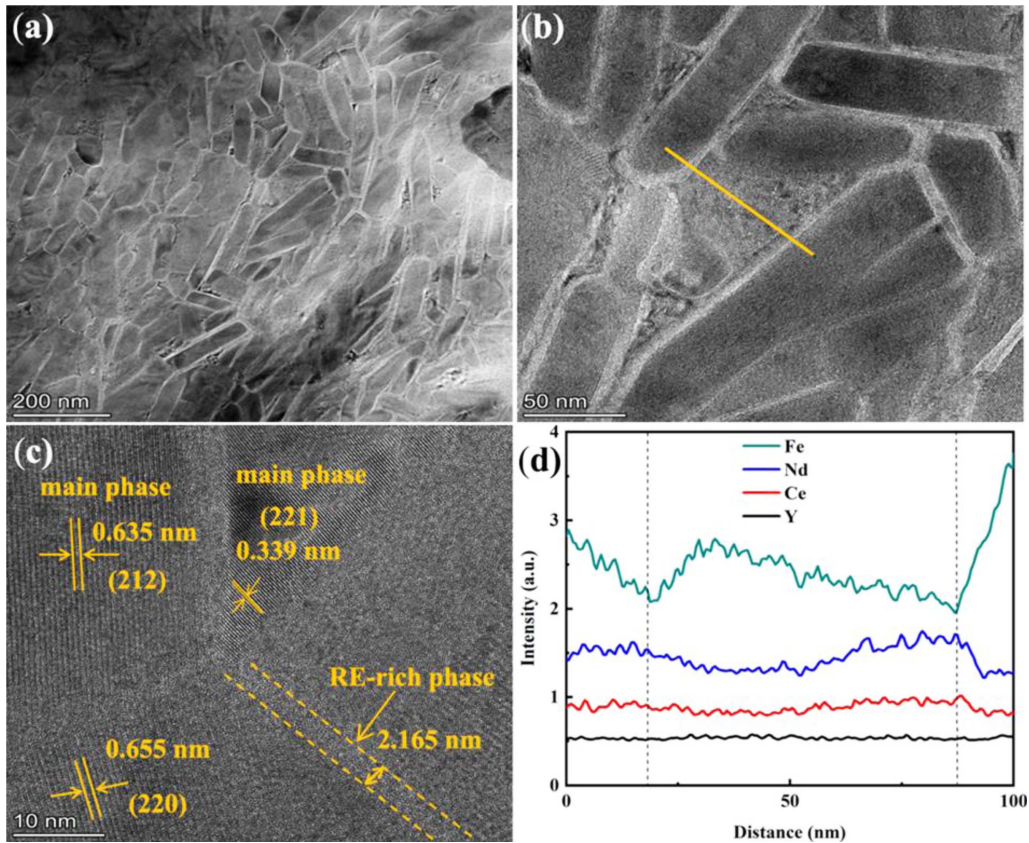 (a)
200 nm
(b)
50 nm
(c)
main phase
0.635 nm
(212)
main phase
(221)
0.339 nm
RE-rich phase
2.165 nm
0.655 nm
(220)
10 nm
(d)
Fe
Nd
Ce
Y
4
3
2
1
0
Intensity (a.u.)
0
50
100
Distance (nm)